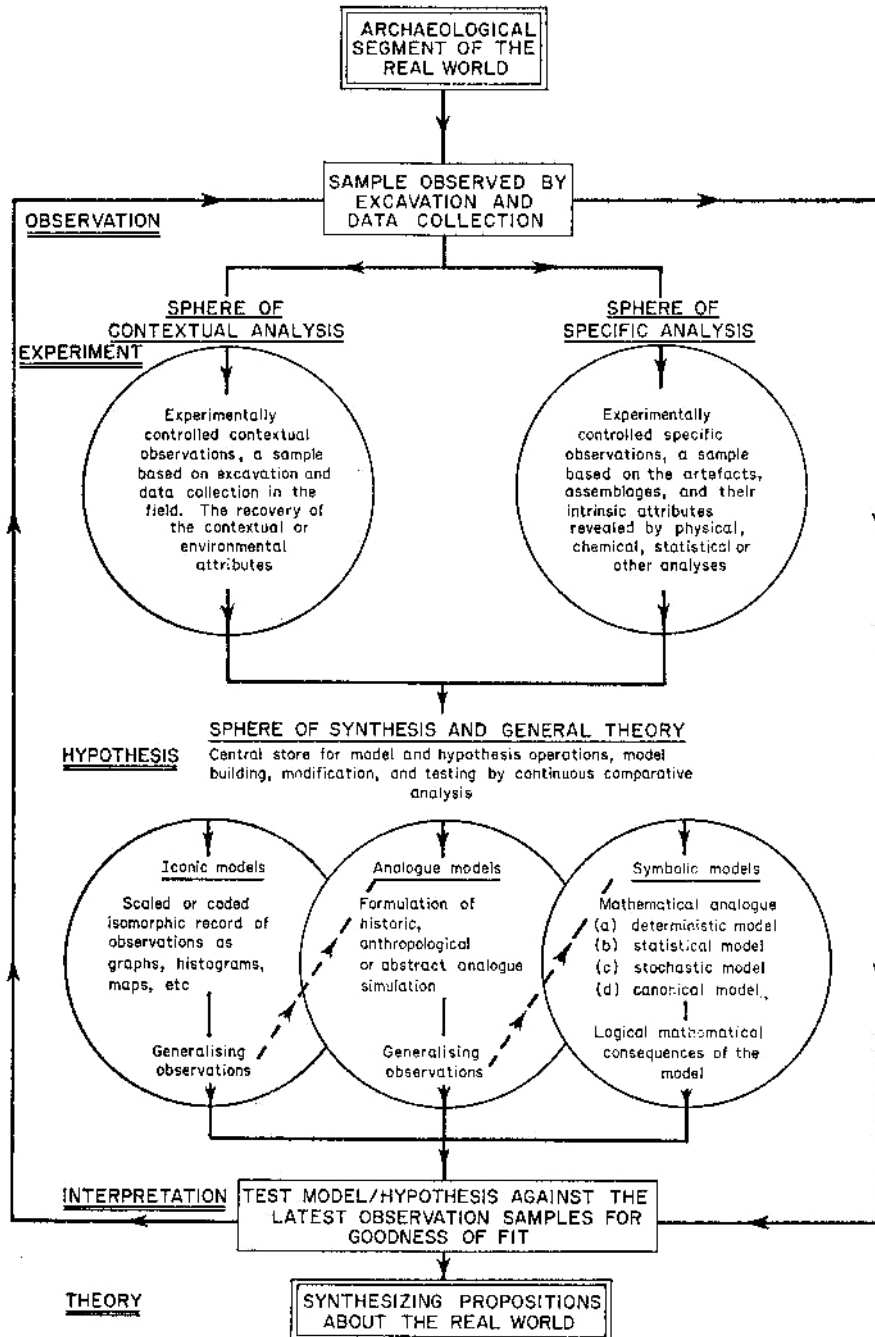 ARCHAEOLOGICAL
SEGMENT OF THE
REAL WORLD
SAMPLE OBSERVED BY
EXCAVATION AND
DATA COLLECTION
OBSERVATION
SPHERE OF
CONTEXTUAL ANALYSIS
SPHERE OF
SPECIFIC ANALYSIS
EXPERIMENT
Experimentally
controlled contextual
observations, a sample
based on excavation and
data collection in the
field. The recovery of
the contextual or
environmental
attributes
Experimentally
controlled specific
observations, a sample
based on the artefacts,
assemblages, and their
intrinsic attributes
revealed by physical,
chemical, statistical or
other analyses
SPHERE OF SYNTHESIS AND GENERAL THEORY
HYPOTHESIS
Central store for model and hypothesis operations, model
building, modification, and testing by continuous comparative
analysis
Iconic models
Scaled or coded
isomorphic record of
observations as
graphs, histograms,
maps, etc
Generalising
observations
Analogue models
Formulation of
historic,
anthropological
or abstract analogue
simulation
Generalising
observations
Symbolic models
Mathematical analogue
(a) deterministic model
(b) statistical model
(c) stochastic model
(d) canonical model
Logical mathematical
consequences of the
model
INTERPRETATION
TEST MODEL/HYPOTHESIS AGAINST THE
LATEST OBSERVATION SAMPLES FOR
GOODNESS OF FIT
THEORY
SYNTHESIZING PROPOSITIONS
ABOUT THE REAL WORLD